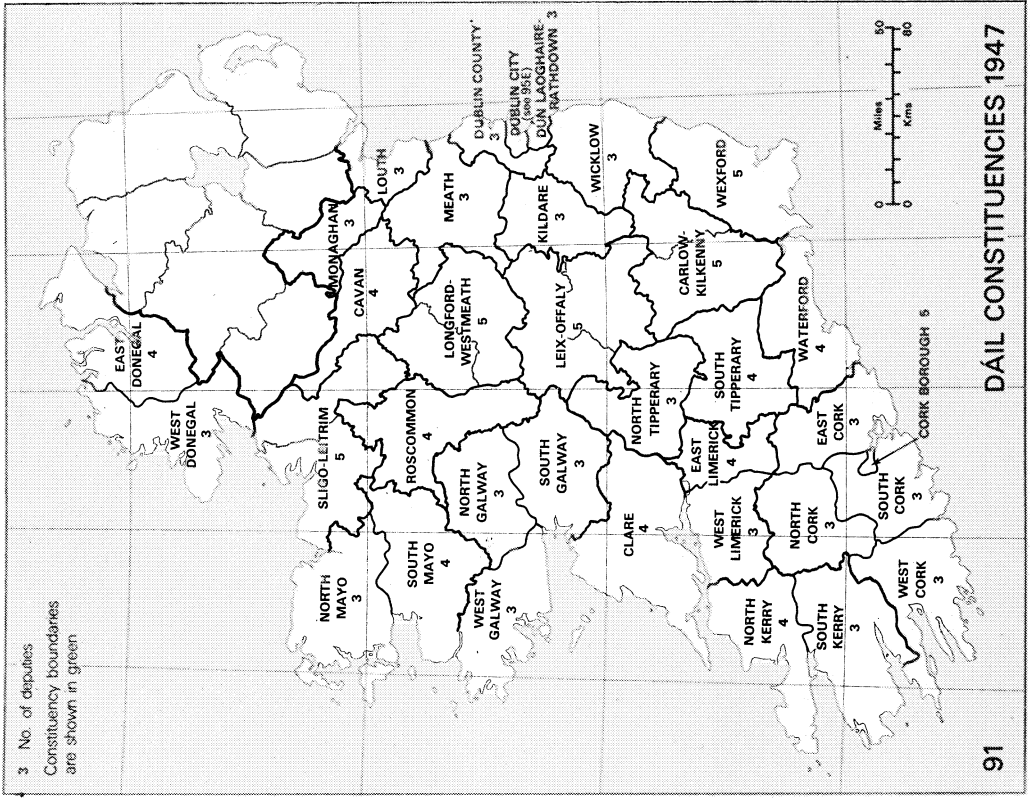 3 No. of deputies
Constituency boundaries
are shown in green
EAST
DONEGAL
4
WEST
DONEGAL
3
MONAGHAN
3
LOUTH
3
CAVAN
4
MEATH
3
DUBLIN COUNTY
3
DUBLIN CITY
(see 95E)
DUN LAOGHAIRE-
RATHDOWN 3
SLIGO-LEITRIM
5
LONGFORD-
WESTMEATH
5
ROSCOMMON
4
KILDARE
3
NORTH
MAYO
3
SOUTH
MAYO
4
NORTH
GALWAY
3
WEST
GALWAY
3
SOUTH
GALWAY
3
LEIX-OFFALY
5
WICKLOW
3
CLARE
4
NORTH
TIPPERARY
3
SOUTH
TIPPERARY
4
CARLOW-
KILKENNY
5
WEXFORD
5
EAST
LIMERICK
4
WEST
LIMERICK
3
WATERFORD
4
NORTH
KERRY
4
SOUTH
KERRY
3
NORTH
CORK
3
EAST
CORK
3
SOUTH
CORK
3
WEST
CORK
3
CORK BOROUGH 5
Miles
0 50
Kms
0 80
91
DAIL CONSTITUENCIES 1947